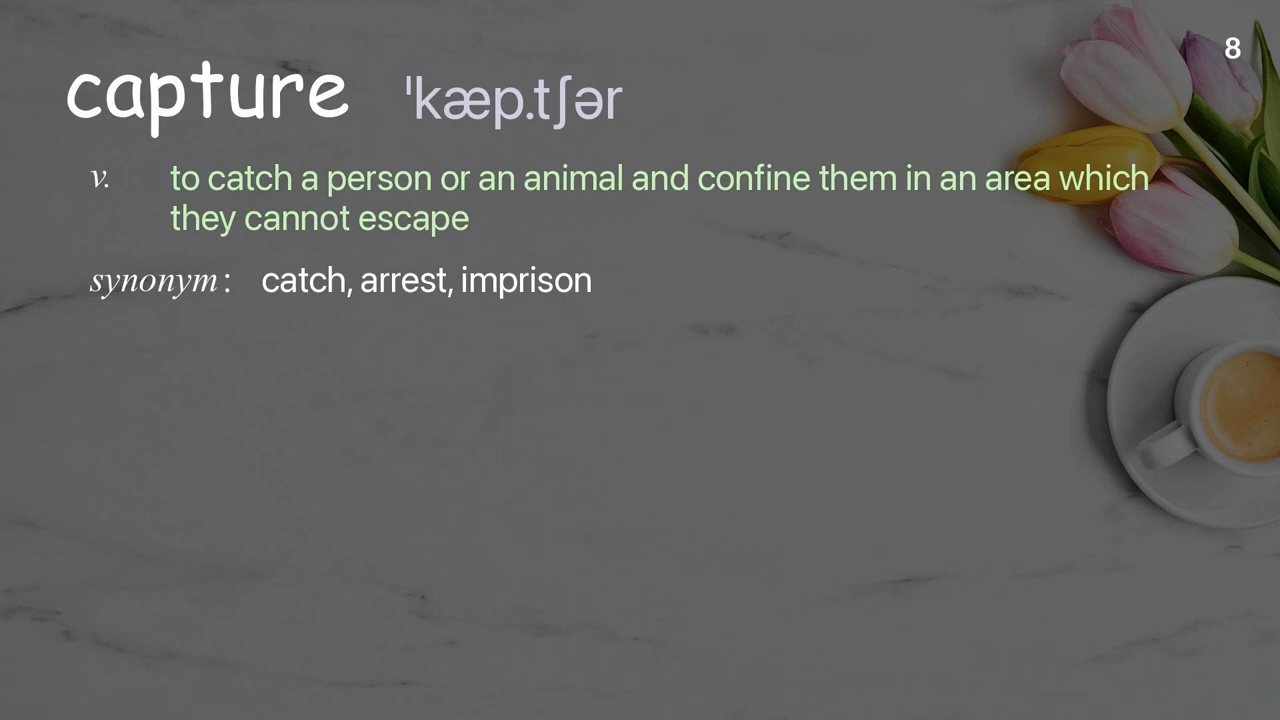 8
capture ˈkæp.tʃər
v. to catch a person or an animal and confine them in an area which
they cannot escape
synonym: catch, arrest, imprison